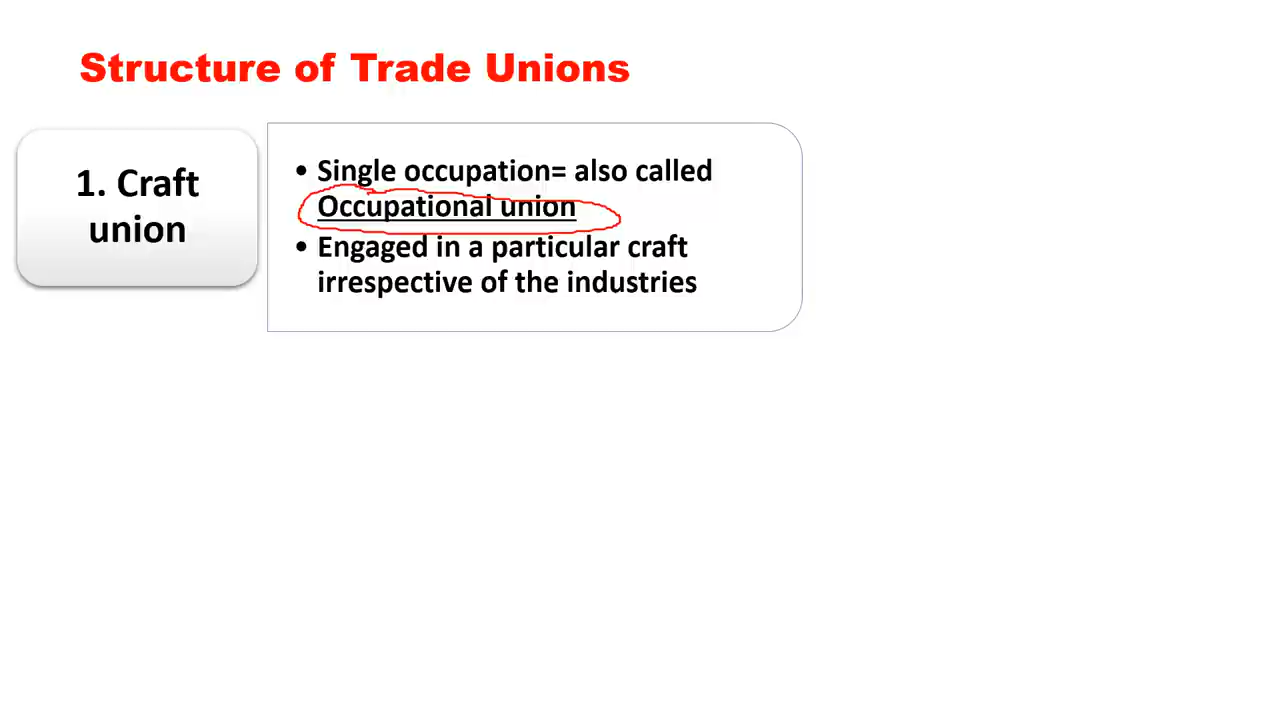 Structure of Trade Unions
1. Craft
union
• Single occupation= also called
Occupational union
• Engaged in a particular craft
irrespective of the industries